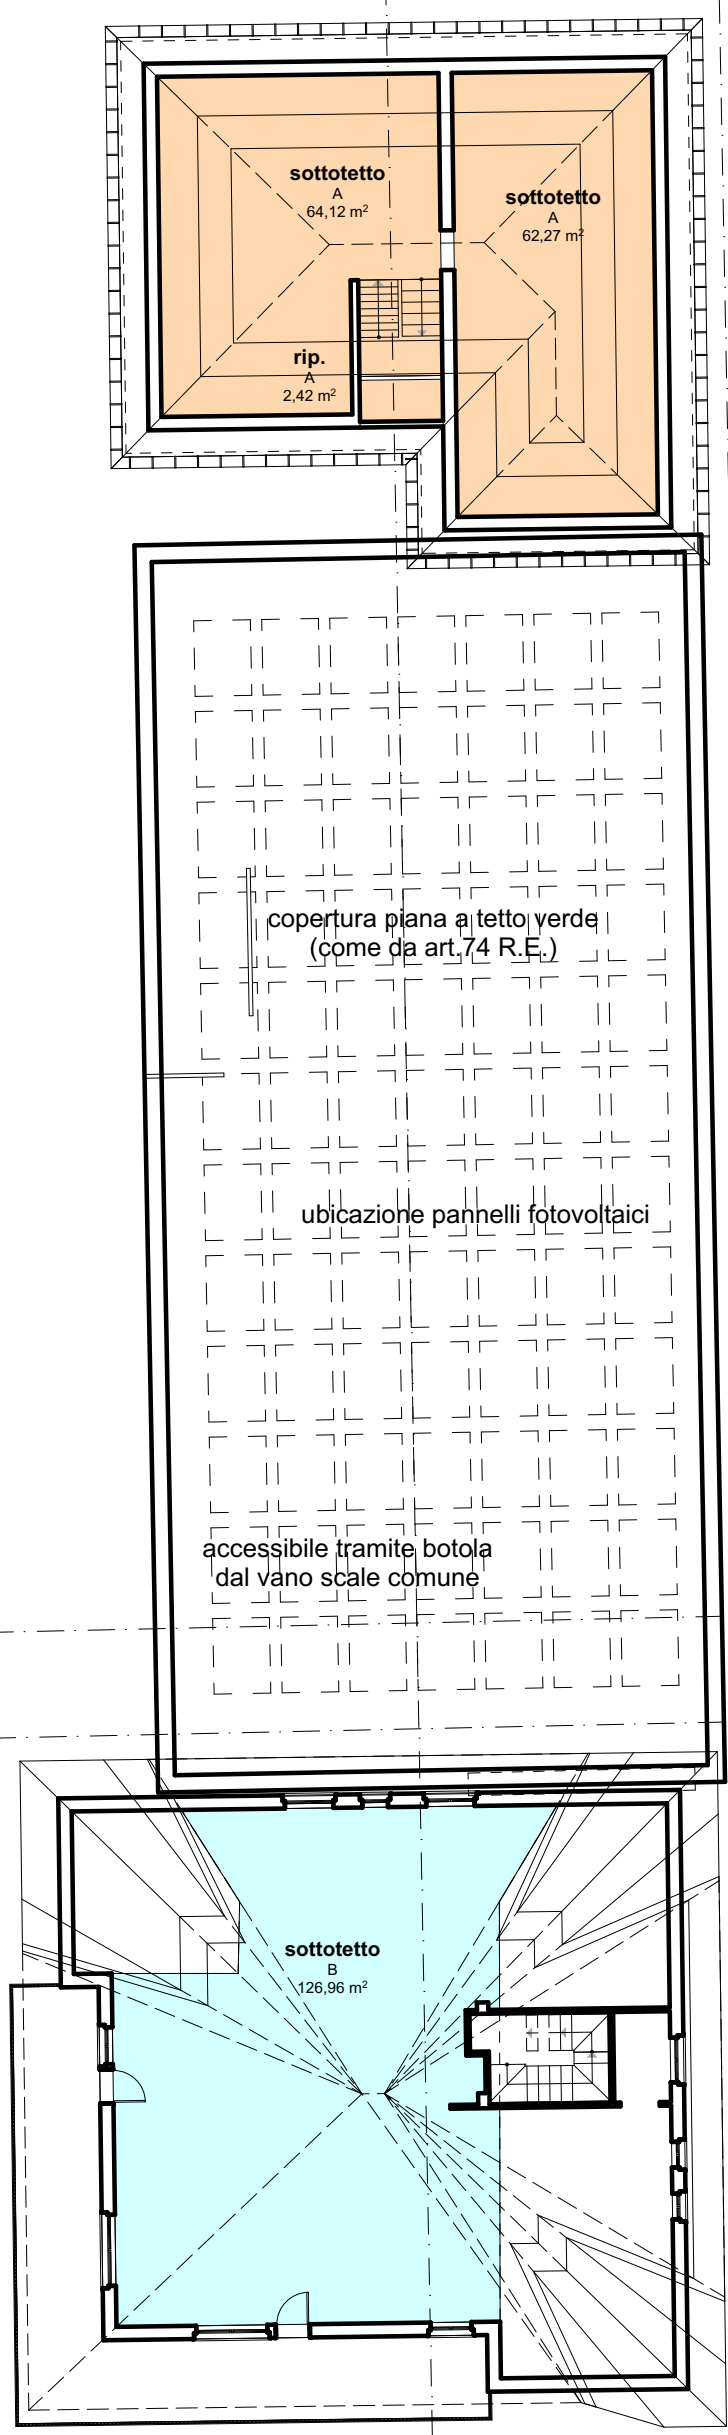 sottotetto
A
64,12 m²
sottotetto
A
62,27 m²
rip.
A
2,42 m²
copertura piana a tetto verde
(come da art.74 R.E.)
ubicazione pannelli fotovoltaici
accessibile tramite botola
dal vano scale comune
sottotetto
B
126,96 m²